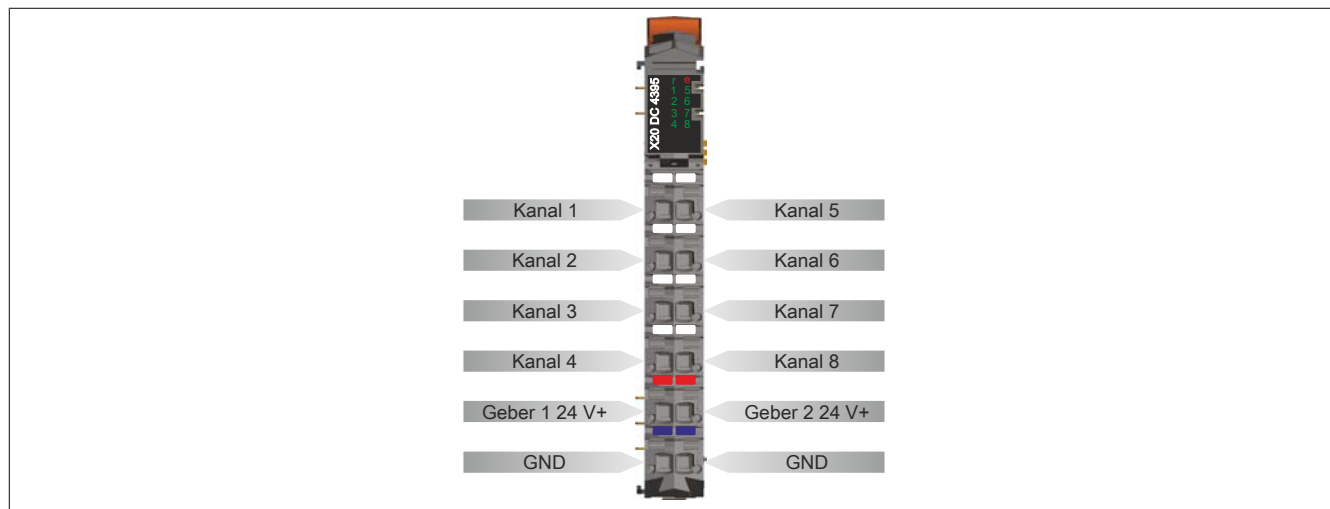 X20 DC 4395
r e
1 5
2 6
3 7
4 8
Kanal 1
Kanal 5
Kanal 2
Kanal 6
Kanal 3
Kanal 7
Kanal 4
Kanal 8
Geber 1 24 V+
Geber 2 24 V+
GND
GND